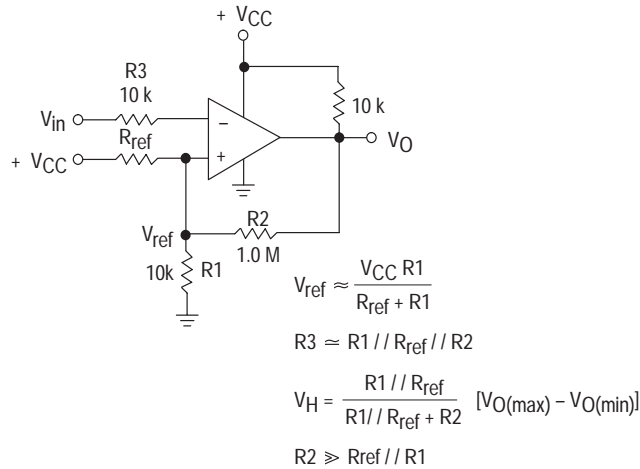 + VCC
R3
10 k
10 k
Vin
−
Rref
VO
+ VCC
+
R2
Vref
1.0 M
10k
R1
Vref ≈ VCC R1 / Rref + R1
R3 ≃ R1 / / Rref / / R2
VH = R1 / / Rref / R1/ / Rref + R2 [VO(max) – VO(min)]
R2 ≫ Rref / / R1